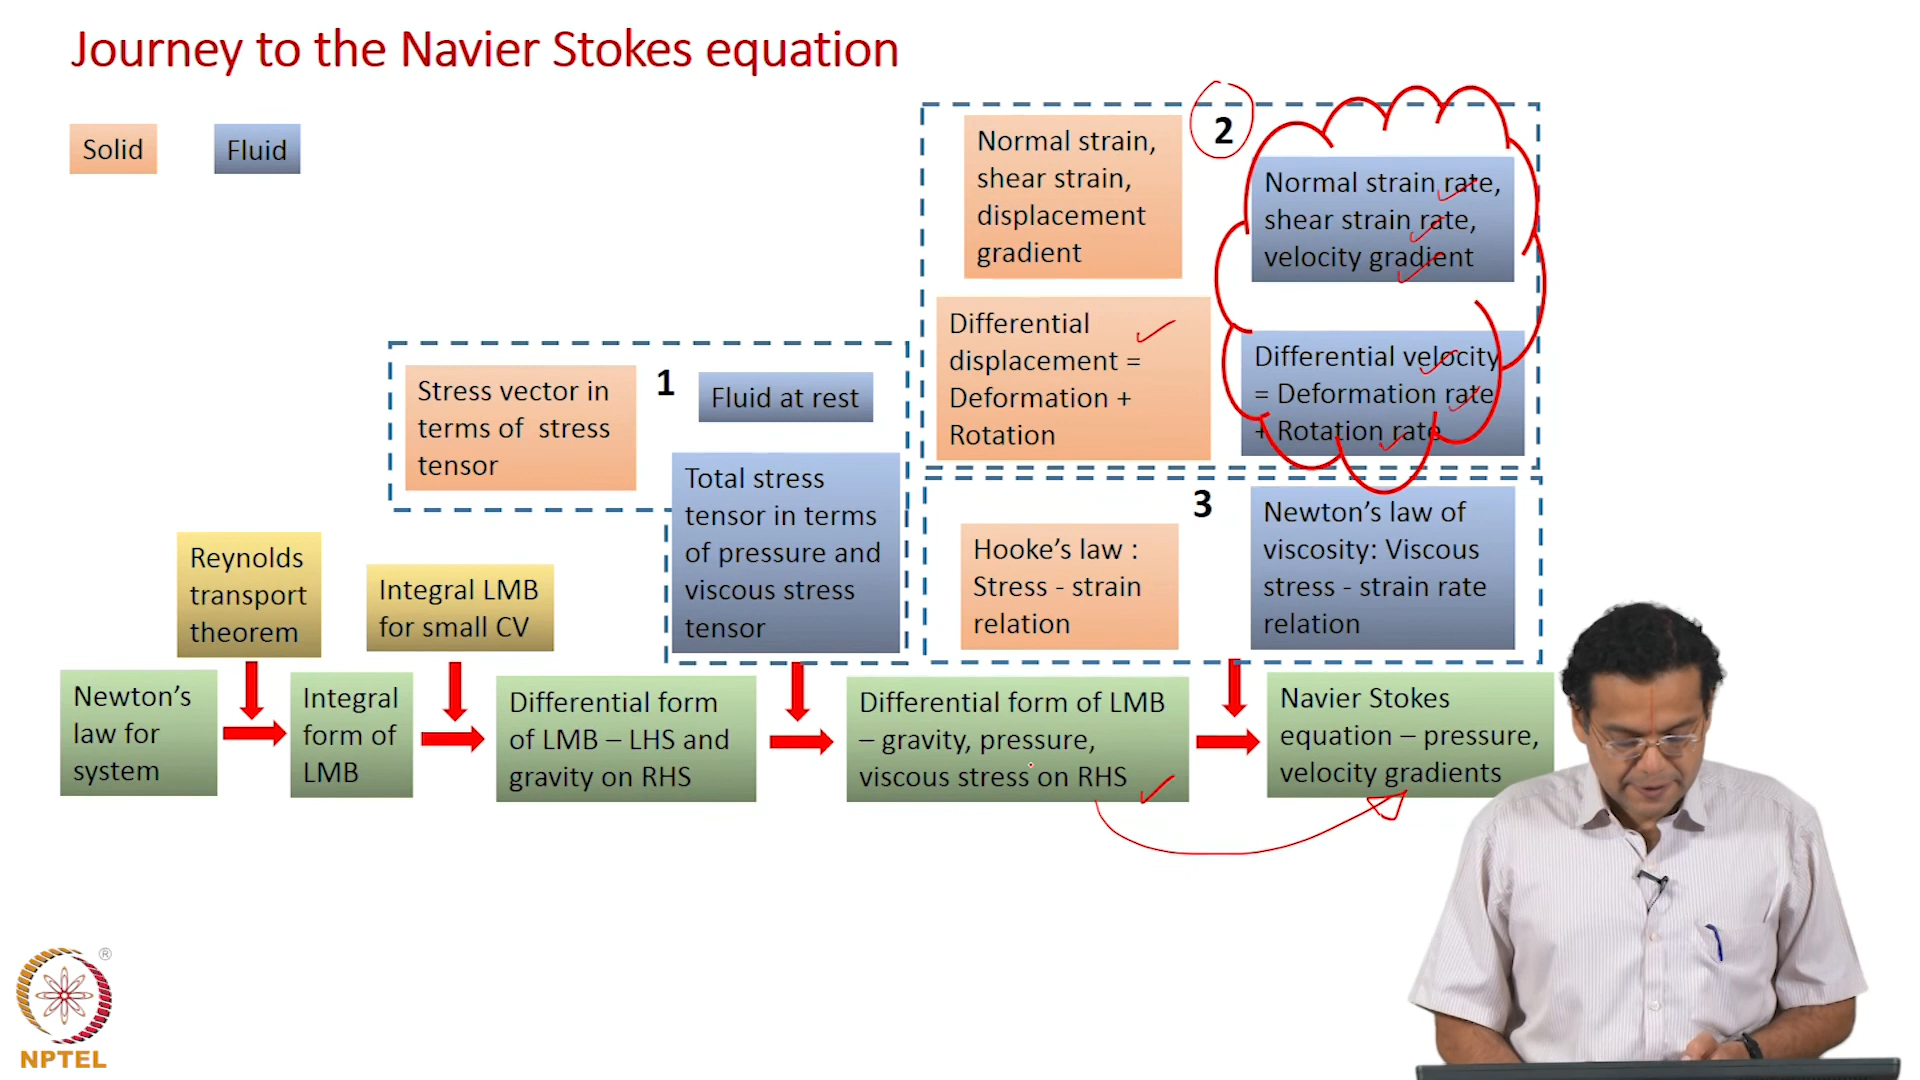 Journey to the Navier Stokes equation
Solid
Fluid
Normal strain,
shear strain,
displacement
gradient
2
Normal strain rate,
shear strain rate,
velocity gradient
Differential
displacement =
Deformation +
Rotation
Differential velocity
= Deformation rate
+ Rotation rate
Stress vector in
terms of stress
tensor
1
Fluid at rest
Total stress
tensor in terms
of pressure and
viscous stress
tensor
Hooke's law :
Stress - strain
relation
3
Newton's law of
viscosity: Viscous
stress - strain rate
relation
Reynolds
transport
theorem
Integral LMB
for small CV
Newton's
law for
system
Integral
form of
LMB
Differential form
of LMB – LHS and
gravity on RHS
Differential form of LMB
– gravity, pressure,
viscous stress on RHS
Navier Stokes
equation – pressure,
velocity gradients
®
NPTEL